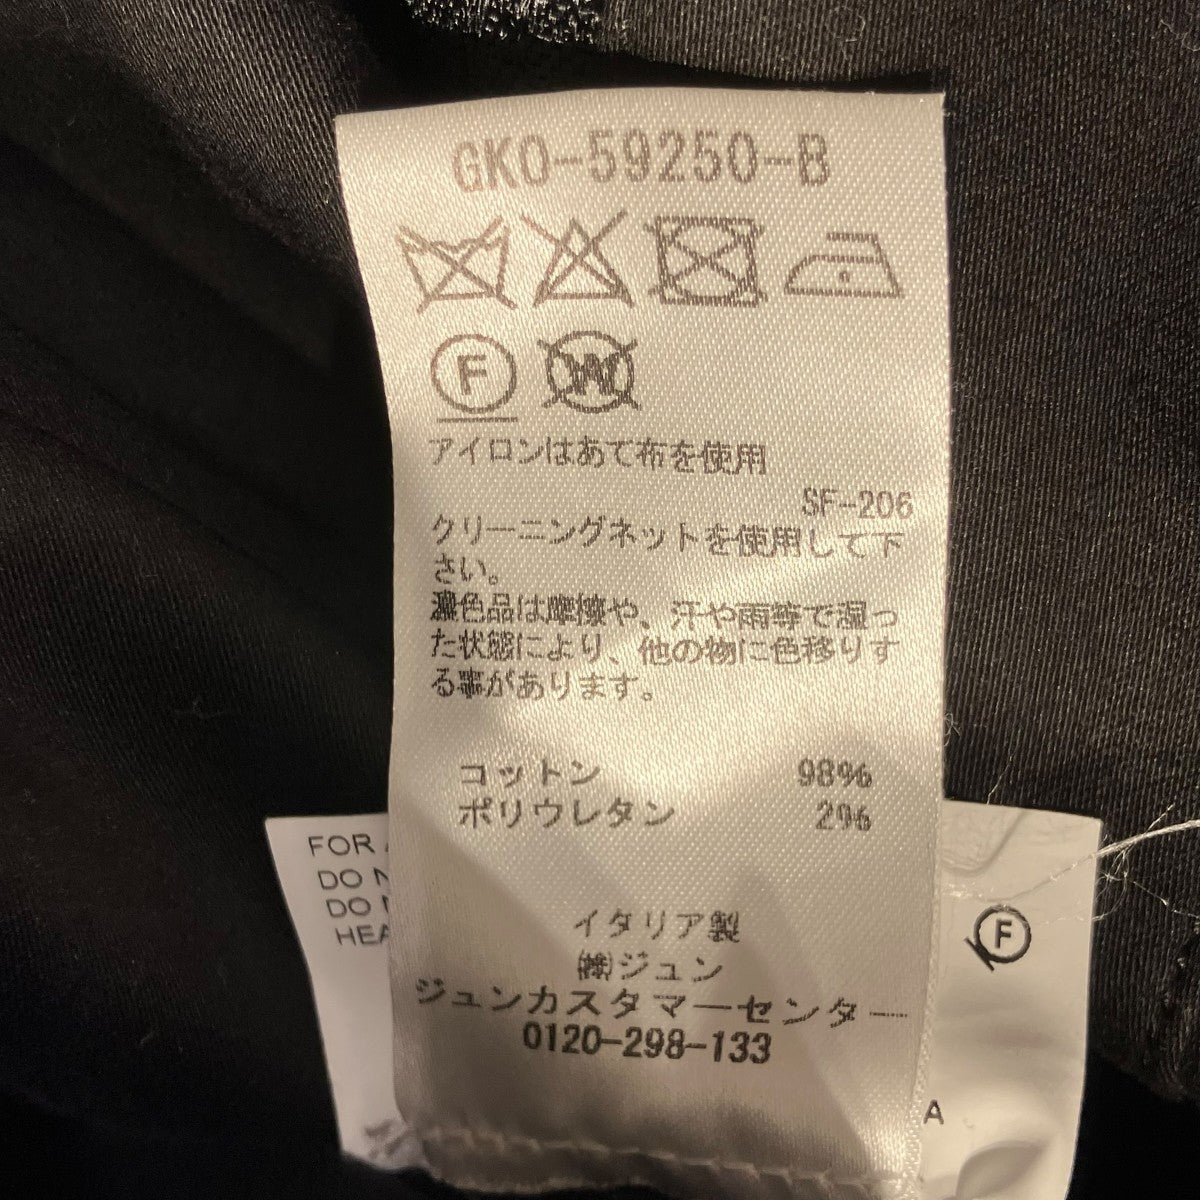 GKO-59250-B
F W
アイロンはあて布を使用
SF-206
クリーニングネットを使用して下
さい。
濃色品は摩擦や、汗や雨等で湿っ
た状態により、他の物に色移りす
る事があります。
コットン 98%
ポリウレタン 2%
イタリア製
㈱ジュン
ジュンカスタマーセンター
0120-298-133
FOR
DO
DO
F
A